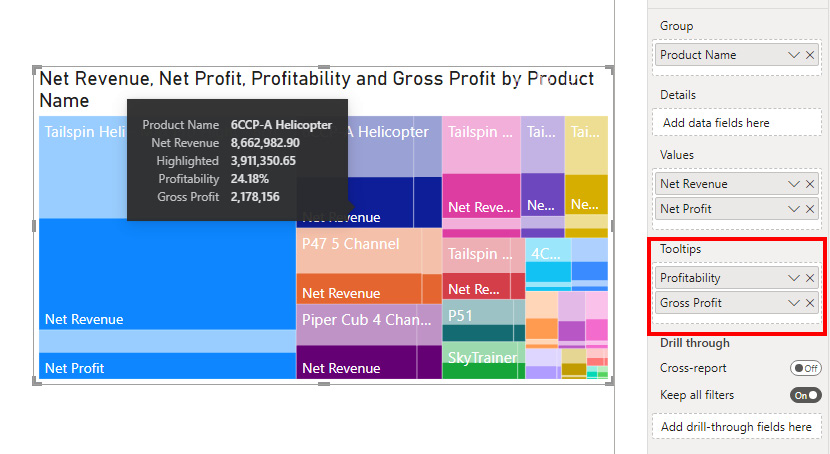 Net Revenue, Net Profit, Profitability and Gross Profit by Product
Name
Tailspin Heli
Product Name 6CCP-A Helicopter
Net Revenue 8,662,982.90
Highlighted 3,911,350.65
Profitability 24.18%
Gross Profit 2,178,156
A Helicopter
Tailspin ...
Tai...
Tai...
Net Revenue
Net Reve...
Ne...
Ne...
P47 5 Channel
Tailspin ...
4C...
Net Revenue
Net Re...
Net Revenue
Piper Cub 4 Chan...
P51
Net Profit
Net Revenue
SkyTrainer
Group
Product Name
Details
Add data fields here
Values
Net Revenue
Net Profit
Tooltips
Profitability
Gross Profit
Drill through
Cross-report
Off
Keep all filters
On
Add drill-through fields here